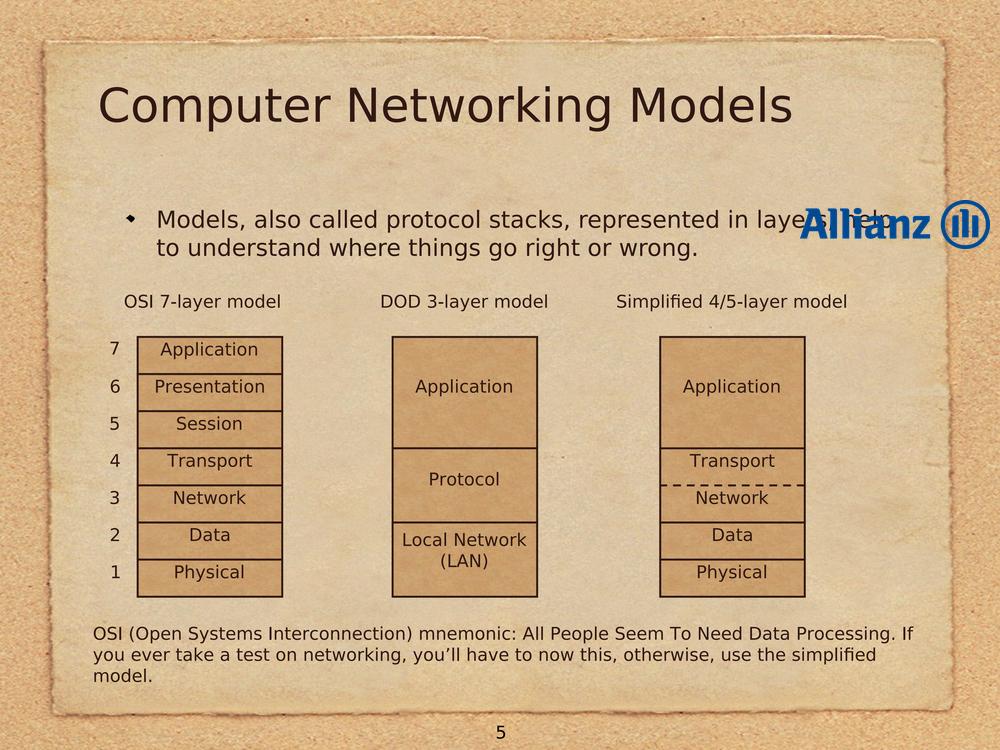 Computer Networking Models
Models, also called protocol stacks, represented in layers, help
to understand where things go right or wrong.
Allianz
OSI 7-layer model
DOD 3-layer model
Simplified 4/5-layer model
7 Application
6 Presentation
5 Session
4 Transport
3 Network
2 Data
1 Physical
Application
Protocol
Local Network
(LAN)
Application
Transport
Network
Data
Physical
OSI (Open Systems Interconnection) mnemonic: All People Seem To Need Data Processing. If
you ever take a test on networking, you’ll have to now this, otherwise, use the simplified
model.
5